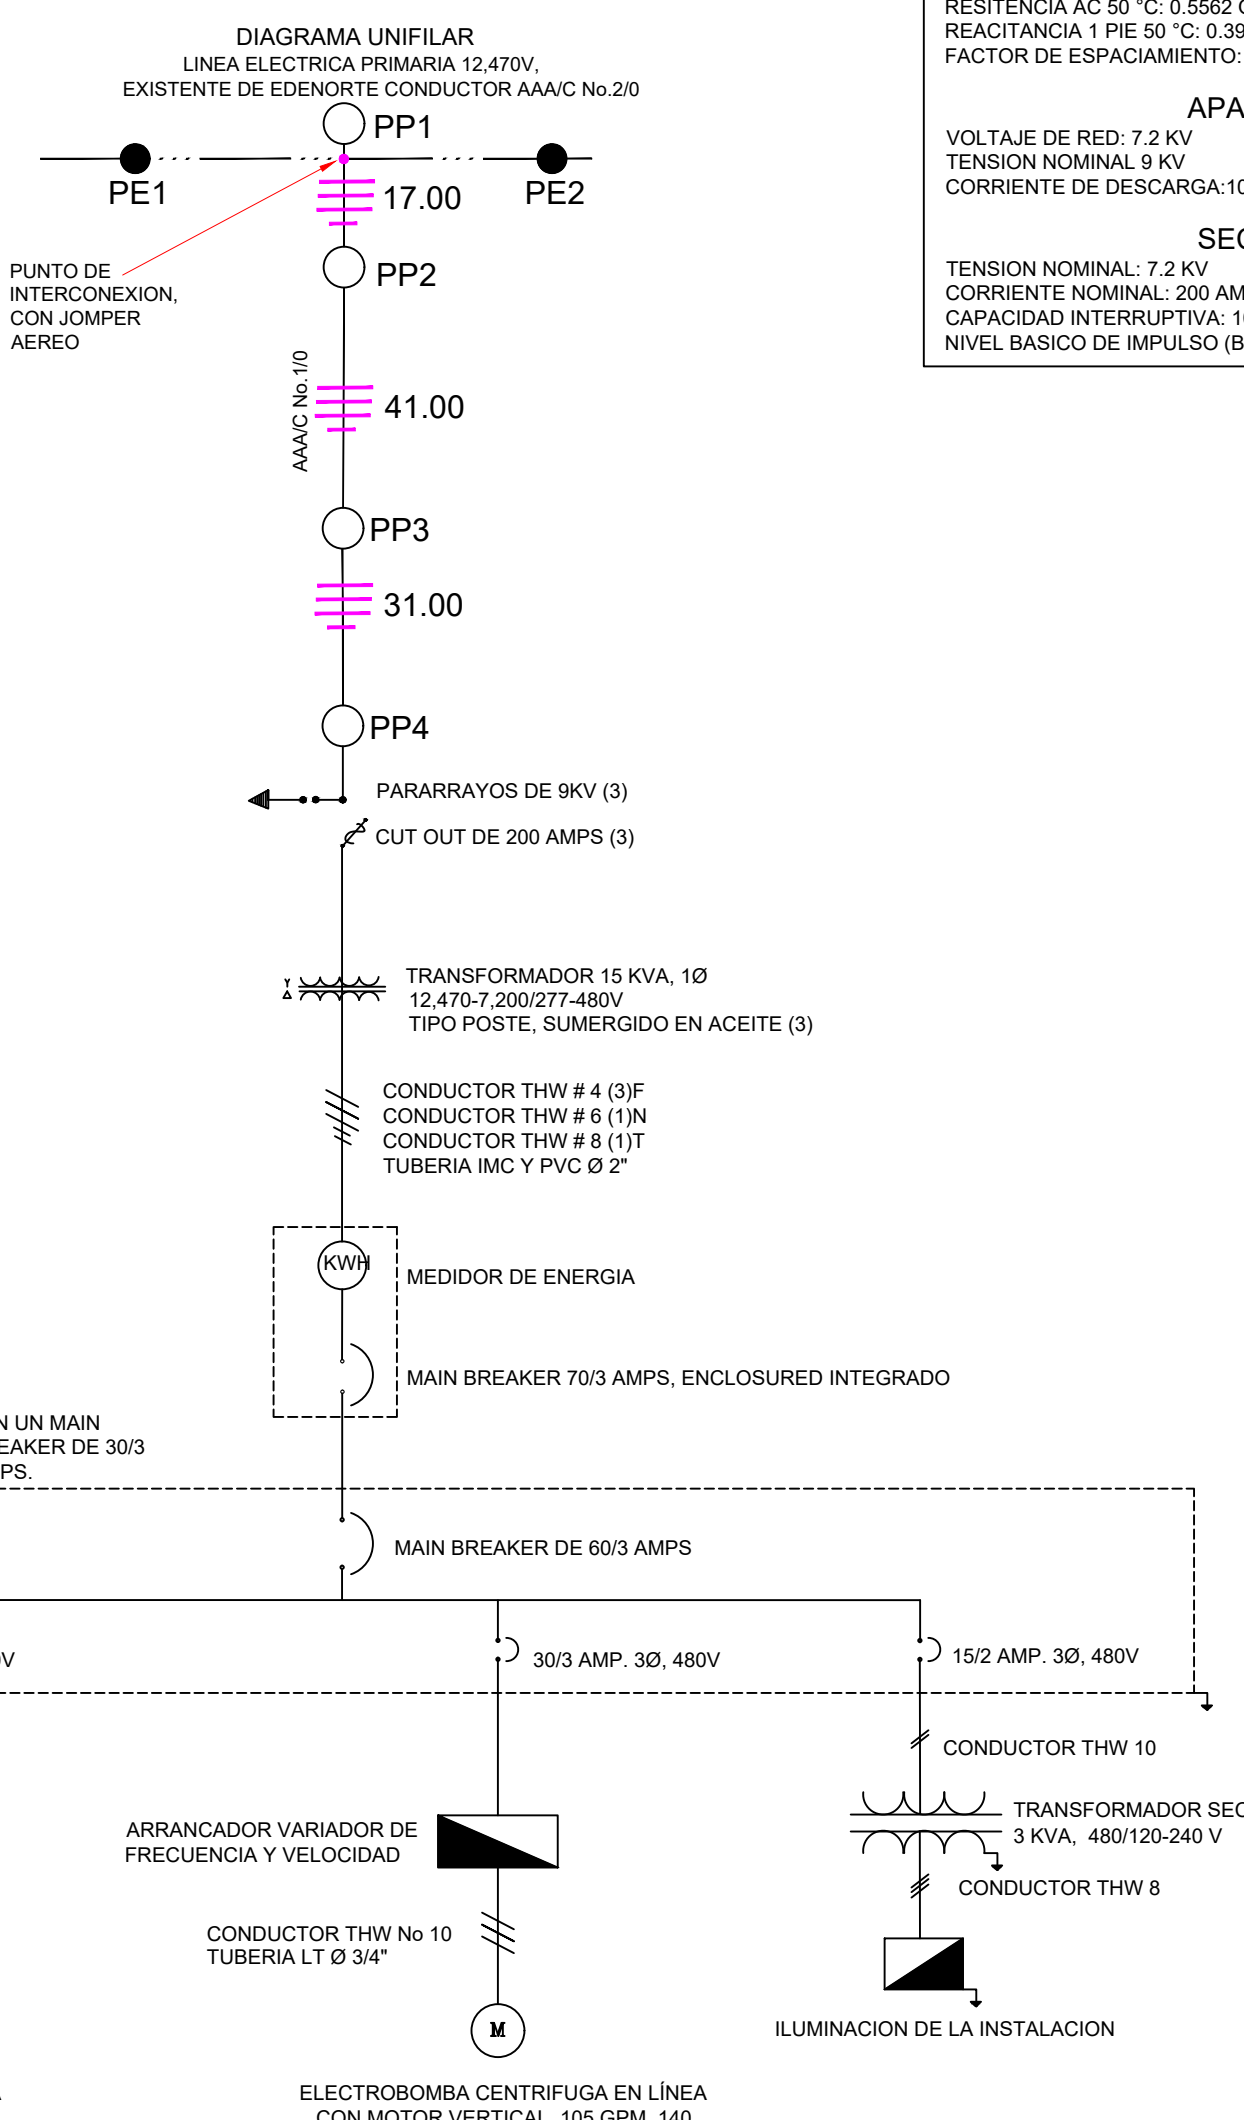 DIAGRAMA UNIFILAR
LINEA ELECTRICA PRIMARIA 12,470V,
EXISTENTE DE EDENORTE CONDUCTOR AAA/C No.2/0
PP1
PE1
PE2
17.00
PUNTO DE
INTERCONEXION,
CON JOMPER
AEREO
PP2
AAA/C No.1/0
41.00
PP3
31.00
PP4
PARARRAYOS DE 9KV (3)
CUT OUT DE 200 AMPS (3)
Y
Δ
TRANSFORMADOR 15 KVA, 1Ø
12,470-7,200/277-480V
TIPO POSTE, SUMERGIDO EN ACEITE (3)
CONDUCTOR THW # 4 (3)F
CONDUCTOR THW # 6 (1)N
CONDUCTOR THW # 8 (1)T
TUBERIA IMC Y PVC Ø 2"
KWH
MEDIDOR DE ENERGIA
MAIN BREAKER 70/3 AMPS, ENCLOSURED INTEGRADO
UN MAIN
DE 30/3
MAIN BREAKER DE 60/3 AMPS
30/3 AMP. 3Ø, 480V
15/2 AMP. 3Ø, 480V
CONDUCTOR THW 10
ARRANCADOR VARIADOR DE
FRECUENCIA Y VELOCIDAD
TRANSFORMADOR
3 KVA, 480/120-240 V
CONDUCTOR THW 8
CONDUCTOR THW No 10
TUBERIA LT Ø 3/4"
M
ILUMINACION DE LA INSTALACION
ELECTROBOMBA CENTRIFUGA EN LÍNEA
CON MOTOR VERTICAL, 105 GPM, 140
RESITENCIA AC 50 °C: 0.5562
REACITANCIA 1 PIE 50 °C:
FACTOR DE ESPACIAMIENTO:
VOLTAJE DE RED: 7.2 KV
TENSION NOMINAL 9 KV
CORRIENTE DE DESCARGA:
TENSION NOMINAL: 7.2 KV
CORRIENTE NOMINAL: 200
CAPACIDAD INTERRUPTIVA:
NIVEL BASICO DE IMPULSO